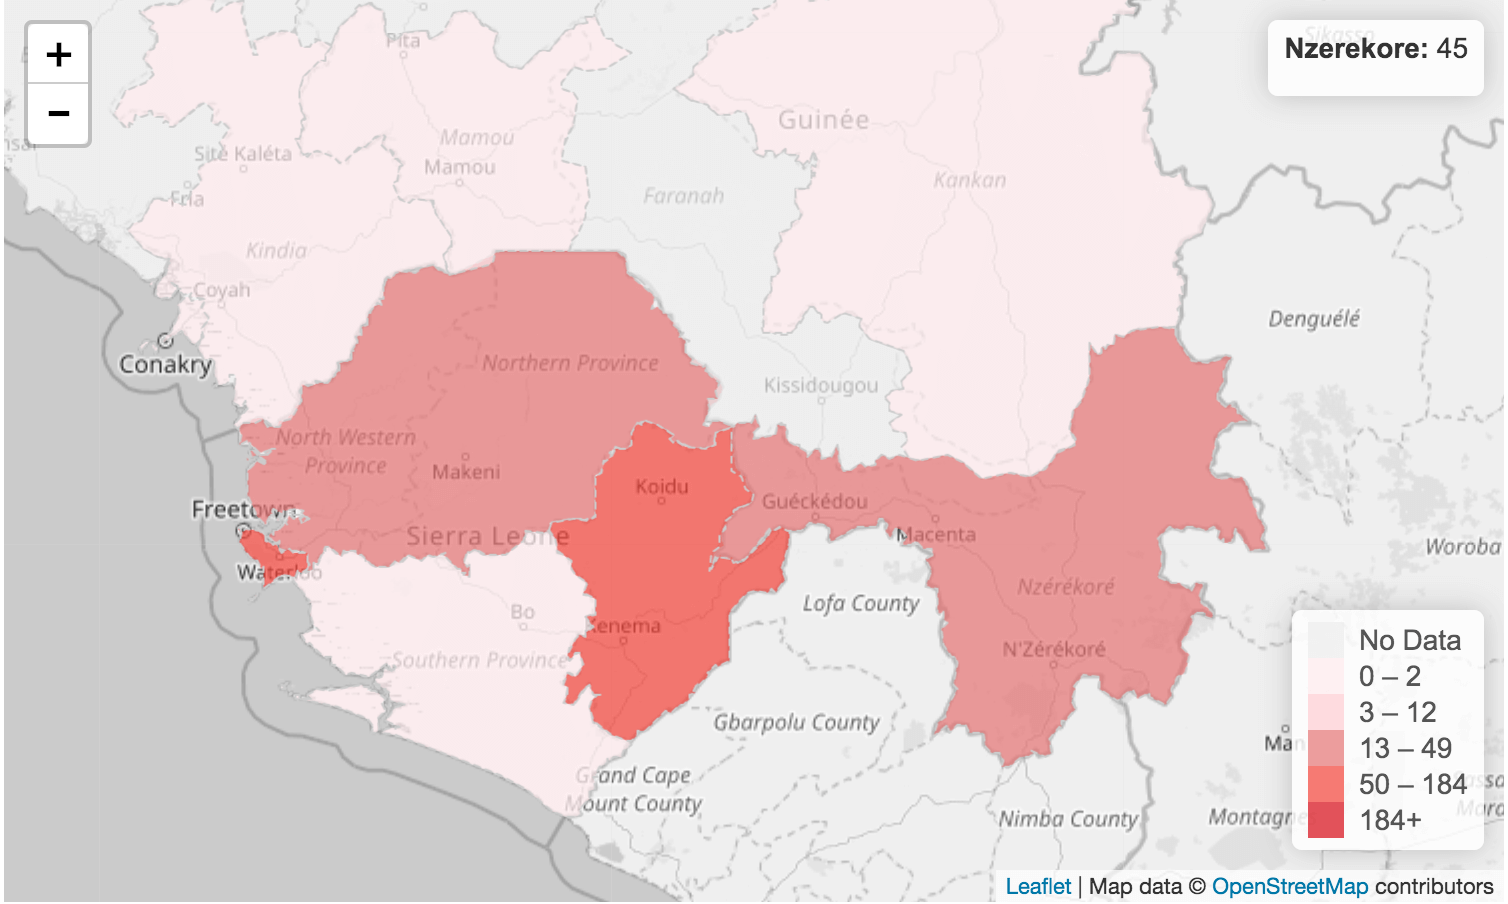 +
−
Nzerekore: 45
Sikasso
Pita
Guinée
Mamou
Site Kaléta
Mamou
Kankan
Fria
Faranah
Kindia
Coyah
Denguélé
Conakry
Northern Province
Kissidougou
North Western
Province
Makeni
Koidu
Guéckédou
Freetown
Sierra Leone
Macenta
Woroba
Waterloo
Nzérékoré
Lofa County
Bo
Kenema
N'Zérékoré
Southern Province
Gbarpolu County
Man
Grand Cape
Mount County
Nimba County
Montagne
No Data
0 – 2
3 – 12
13 – 49
50 – 184
184+
Leaflet | Map data © OpenStreetMap contributors